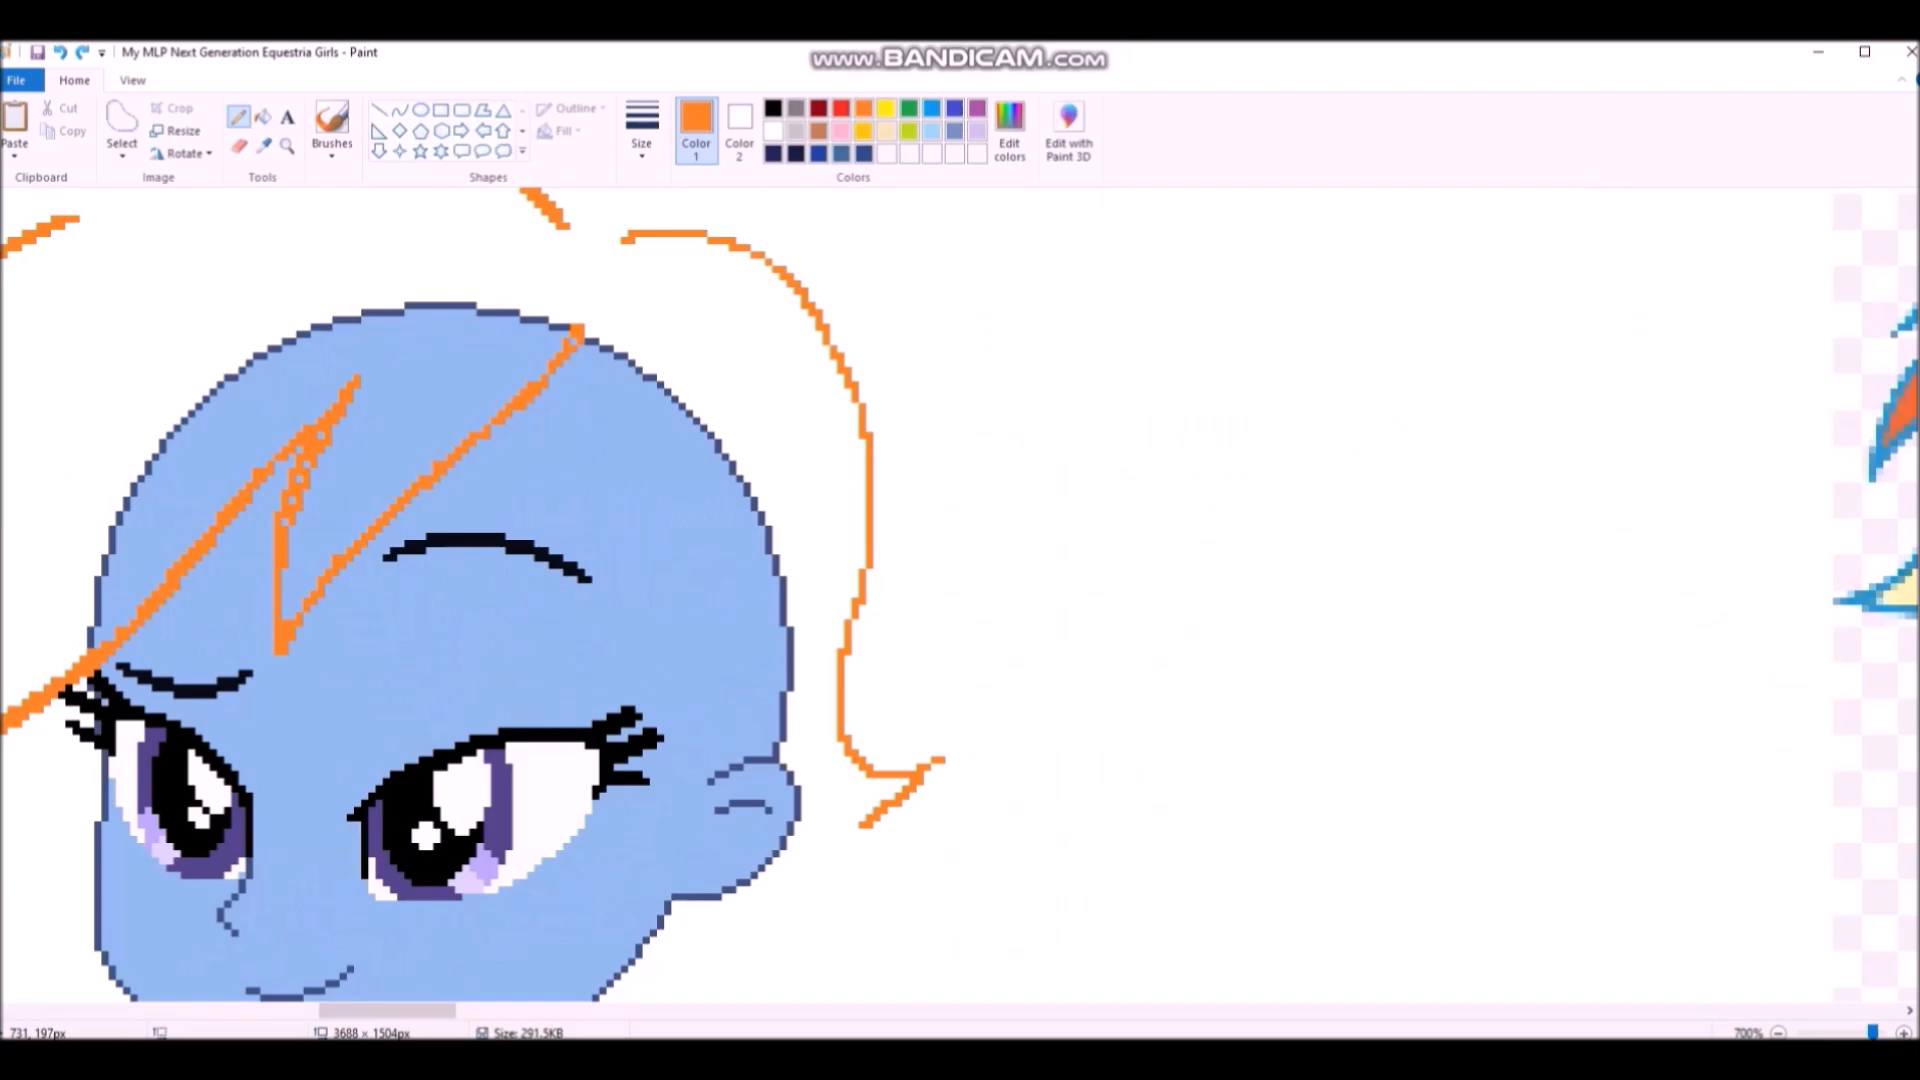 My MLP Next Generation Equestria Girls - Paint
www.BANDICAM.com
File Home View
Cut
Copy
Paste
Clipboard
Select
Crop
Resize
Rotate
Image
A
Tools
Brushes
Outline
Fill
Shapes
Size
Color 1
Color 2
Colors
Edit colors
Edit with Paint 3D
731, 197px
3688 × 1504px
Size: 291.5KB
700%